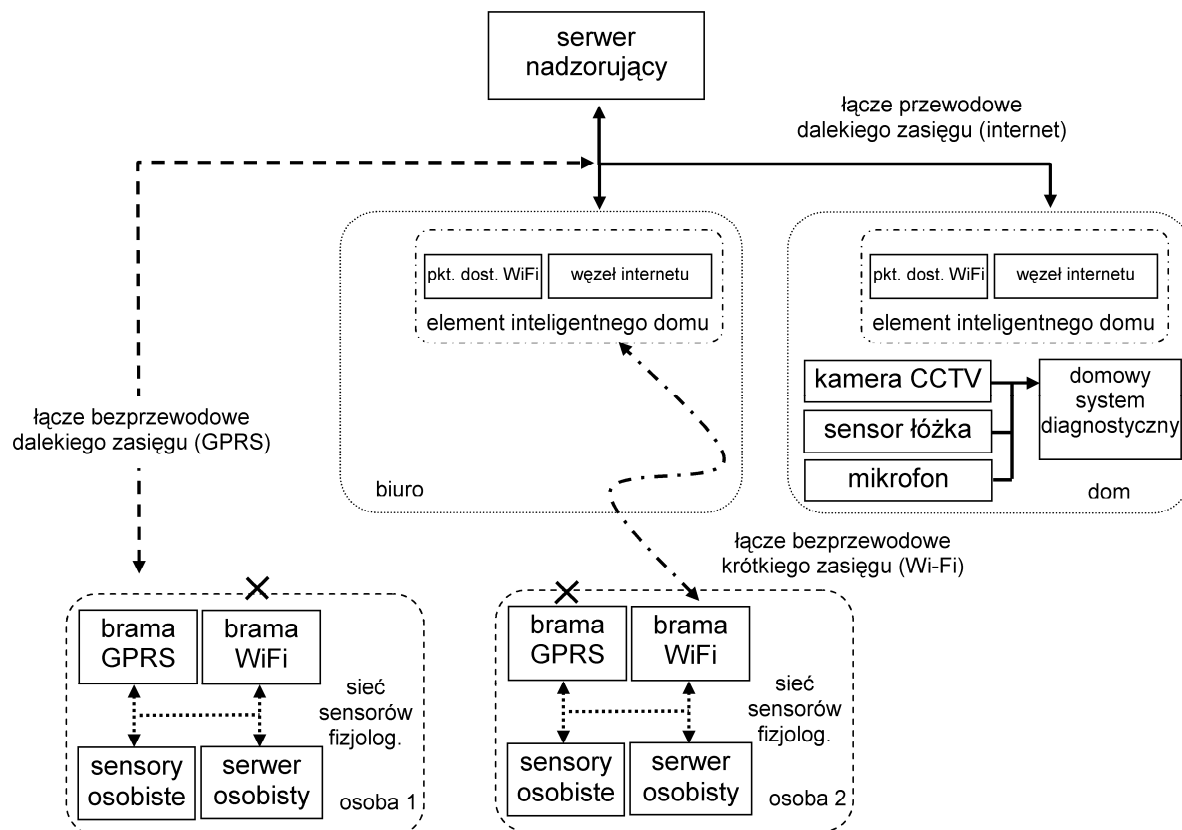 serwer
nadzorujący
łącze przewodowe
dalekiego zasięgu (internet)
pkt. dost. WiFi
węzeł internetu
element inteligentnego domu
pkt. dost. WiFi
węzeł internetu
element inteligentnego domu
kamera CCTV
sensor łóżka
mikrofon
domowy
system
diagnostyczny
biuro
dom
łącze bezprzewodowe
dalekiego zasięgu (GPRS)
łącze bezprzewodowe
krótkiego zasięgu (Wi-Fi)
brama
GPRS
brama
WiFi
sieć
sensorów
fizjolog.
sensory
osobiste
serwer
osobisty
osoba 1
brama
GPRS
brama
WiFi
sieć
sensorów
fizjolog.
sensory
osobiste
serwer
osobisty
osoba 2